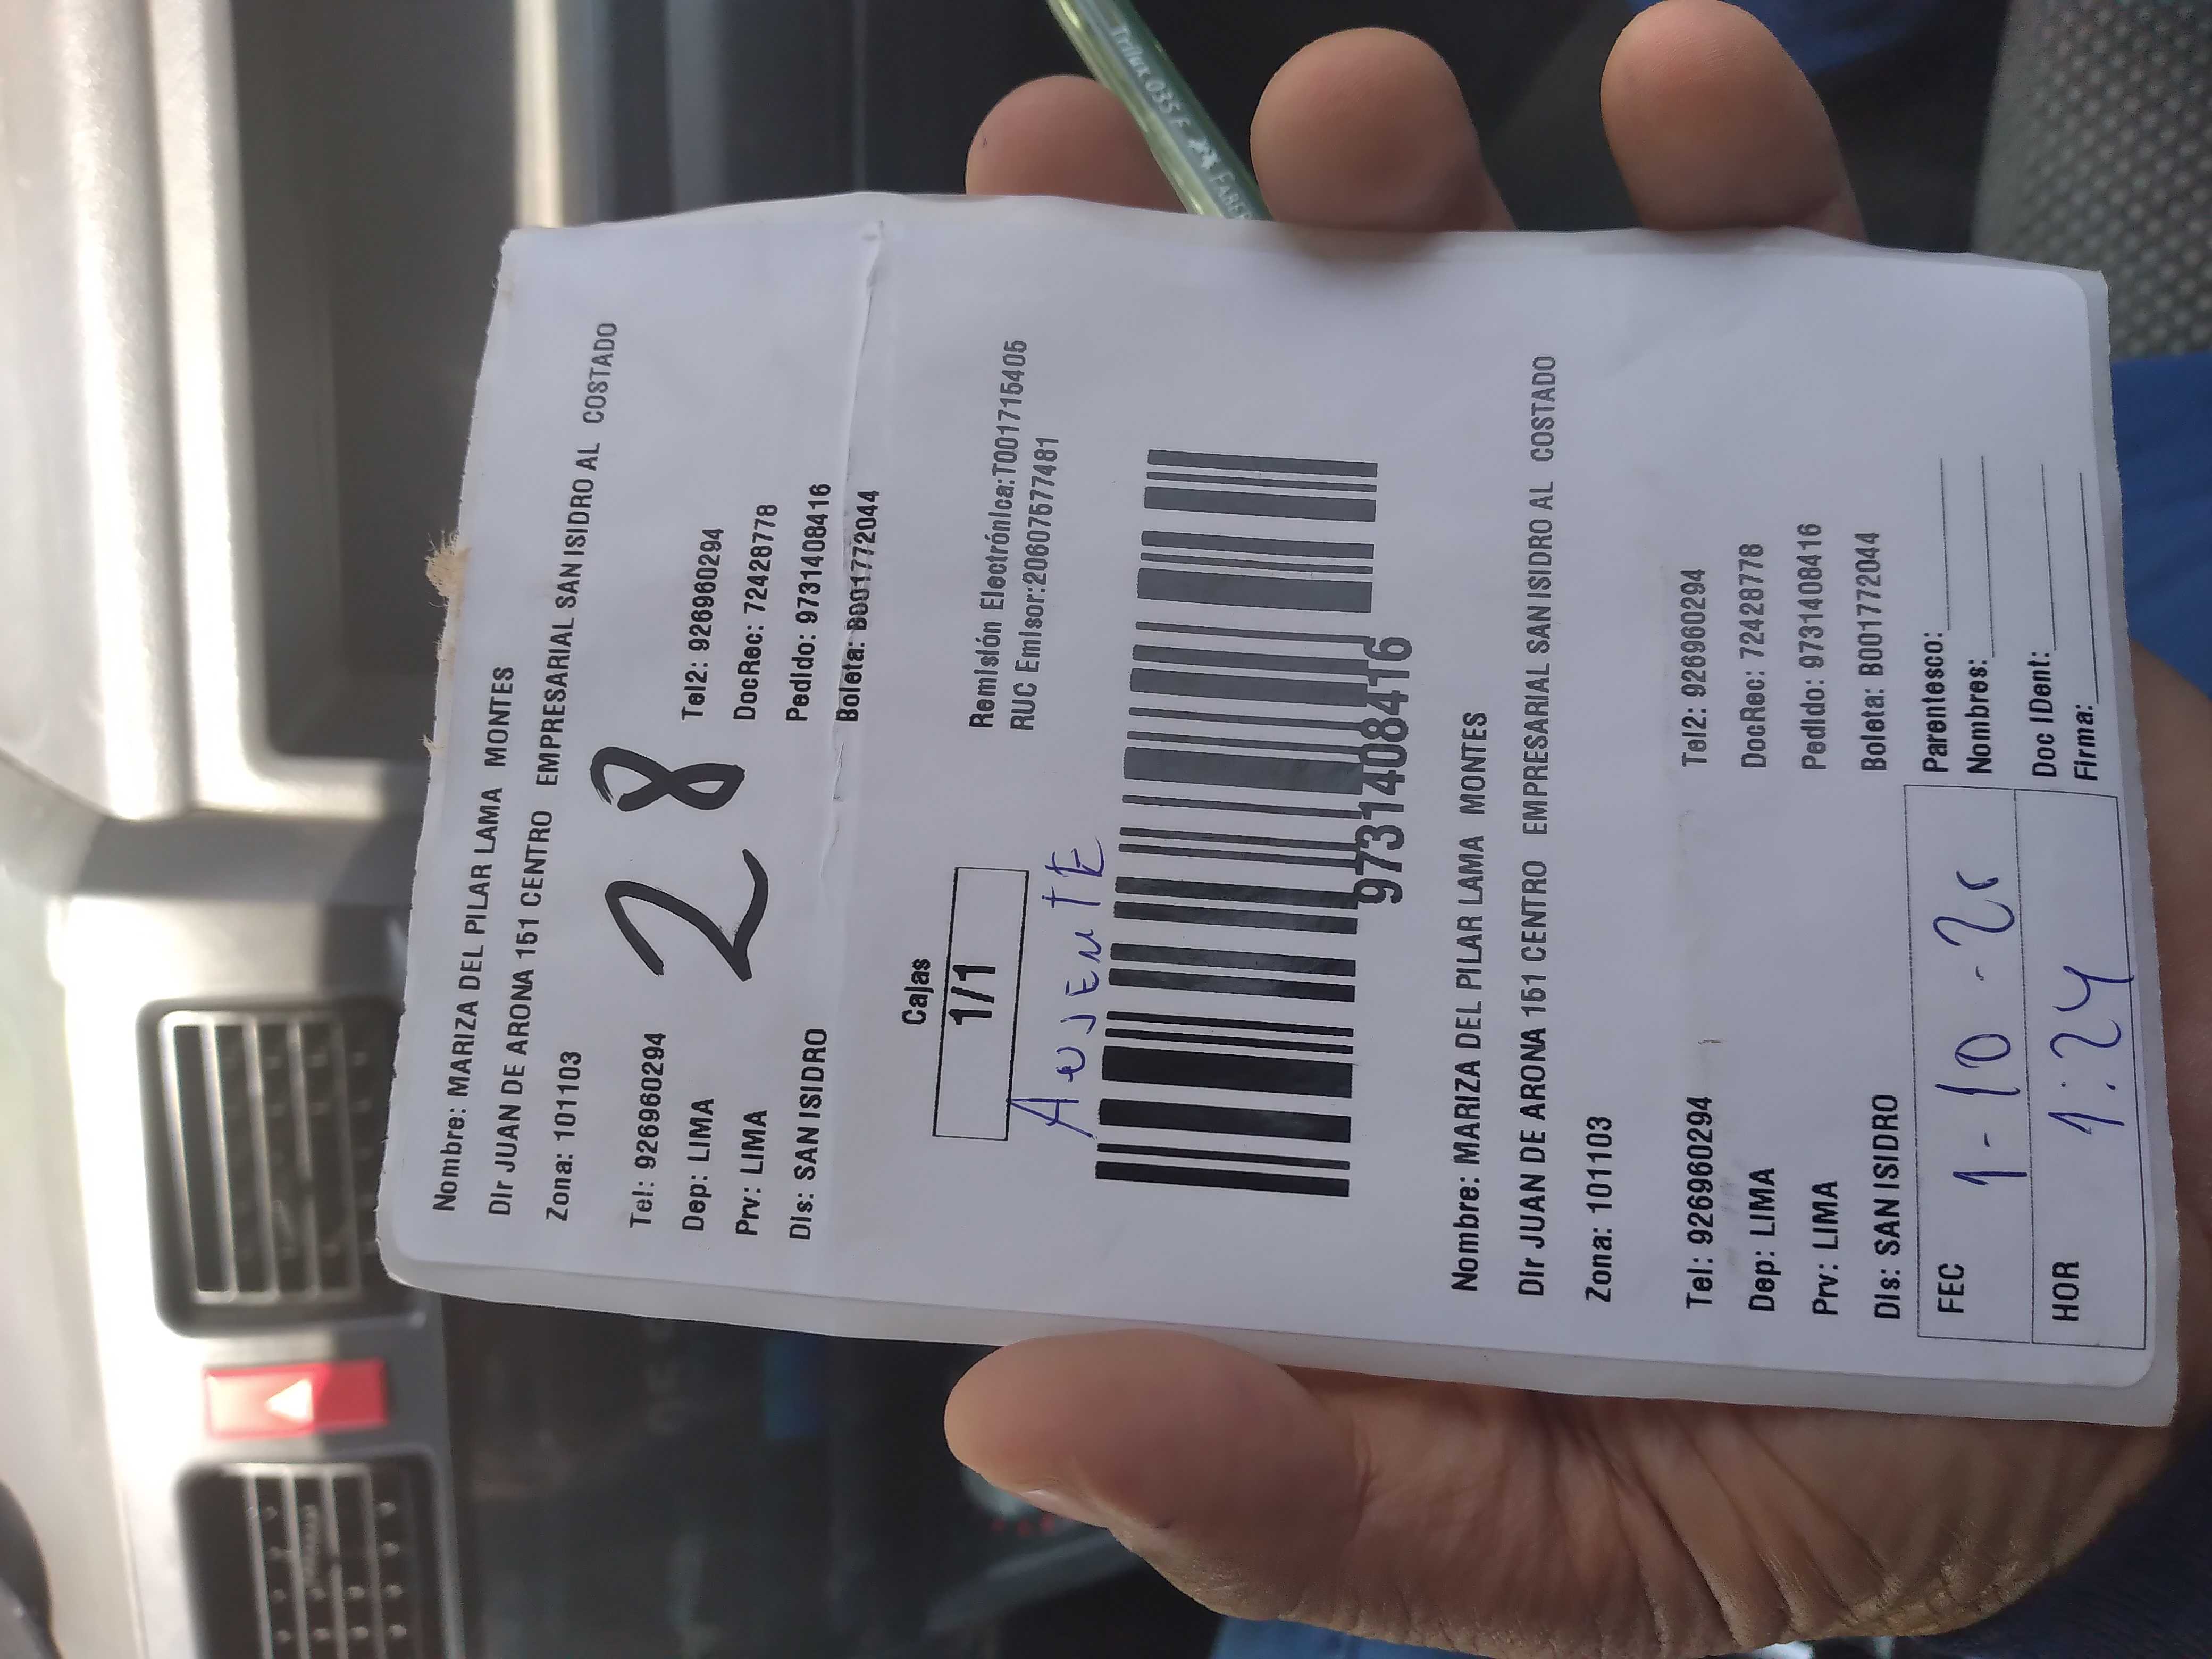 Trilux 035 F FABER
Nombre: MARIZA DEL PILAR LAMA MONTES
DIr JUAN DE ARONA 151 CENTRO EMPRESARIAL SAN ISIDRO AL COSTADO
Zona: 101103
28
Tel: 926960294 Tel2: 926960294
Dep: LIMA DocRec: 72428778
Prv: LIMA Pedido: 9731408416
Dis: SAN ISIDRO Boleta: B001772044
Cajas
1/1
Remisión Electrónica:T001715405
RUC Emisor:20607577481
AUSENTE
9731408416
Nombre: MARIZA DEL PILAR LAMA MONTES
DIr JUAN DE ARONA 151 CENTRO EMPRESARIAL SAN ISIDRO AL COSTADO
Zona: 101103
Tel: 926960294 Tel2: 926960294
Dep: LIMA DocRec: 72428778
Prv: LIMA Pedido: 9731408416
Dis: SAN ISIDRO Boleta: B001772044
FEC 1-10-25 Parentesco:
Nombres:
HOR 1:24 Doc IDent:
Firma: